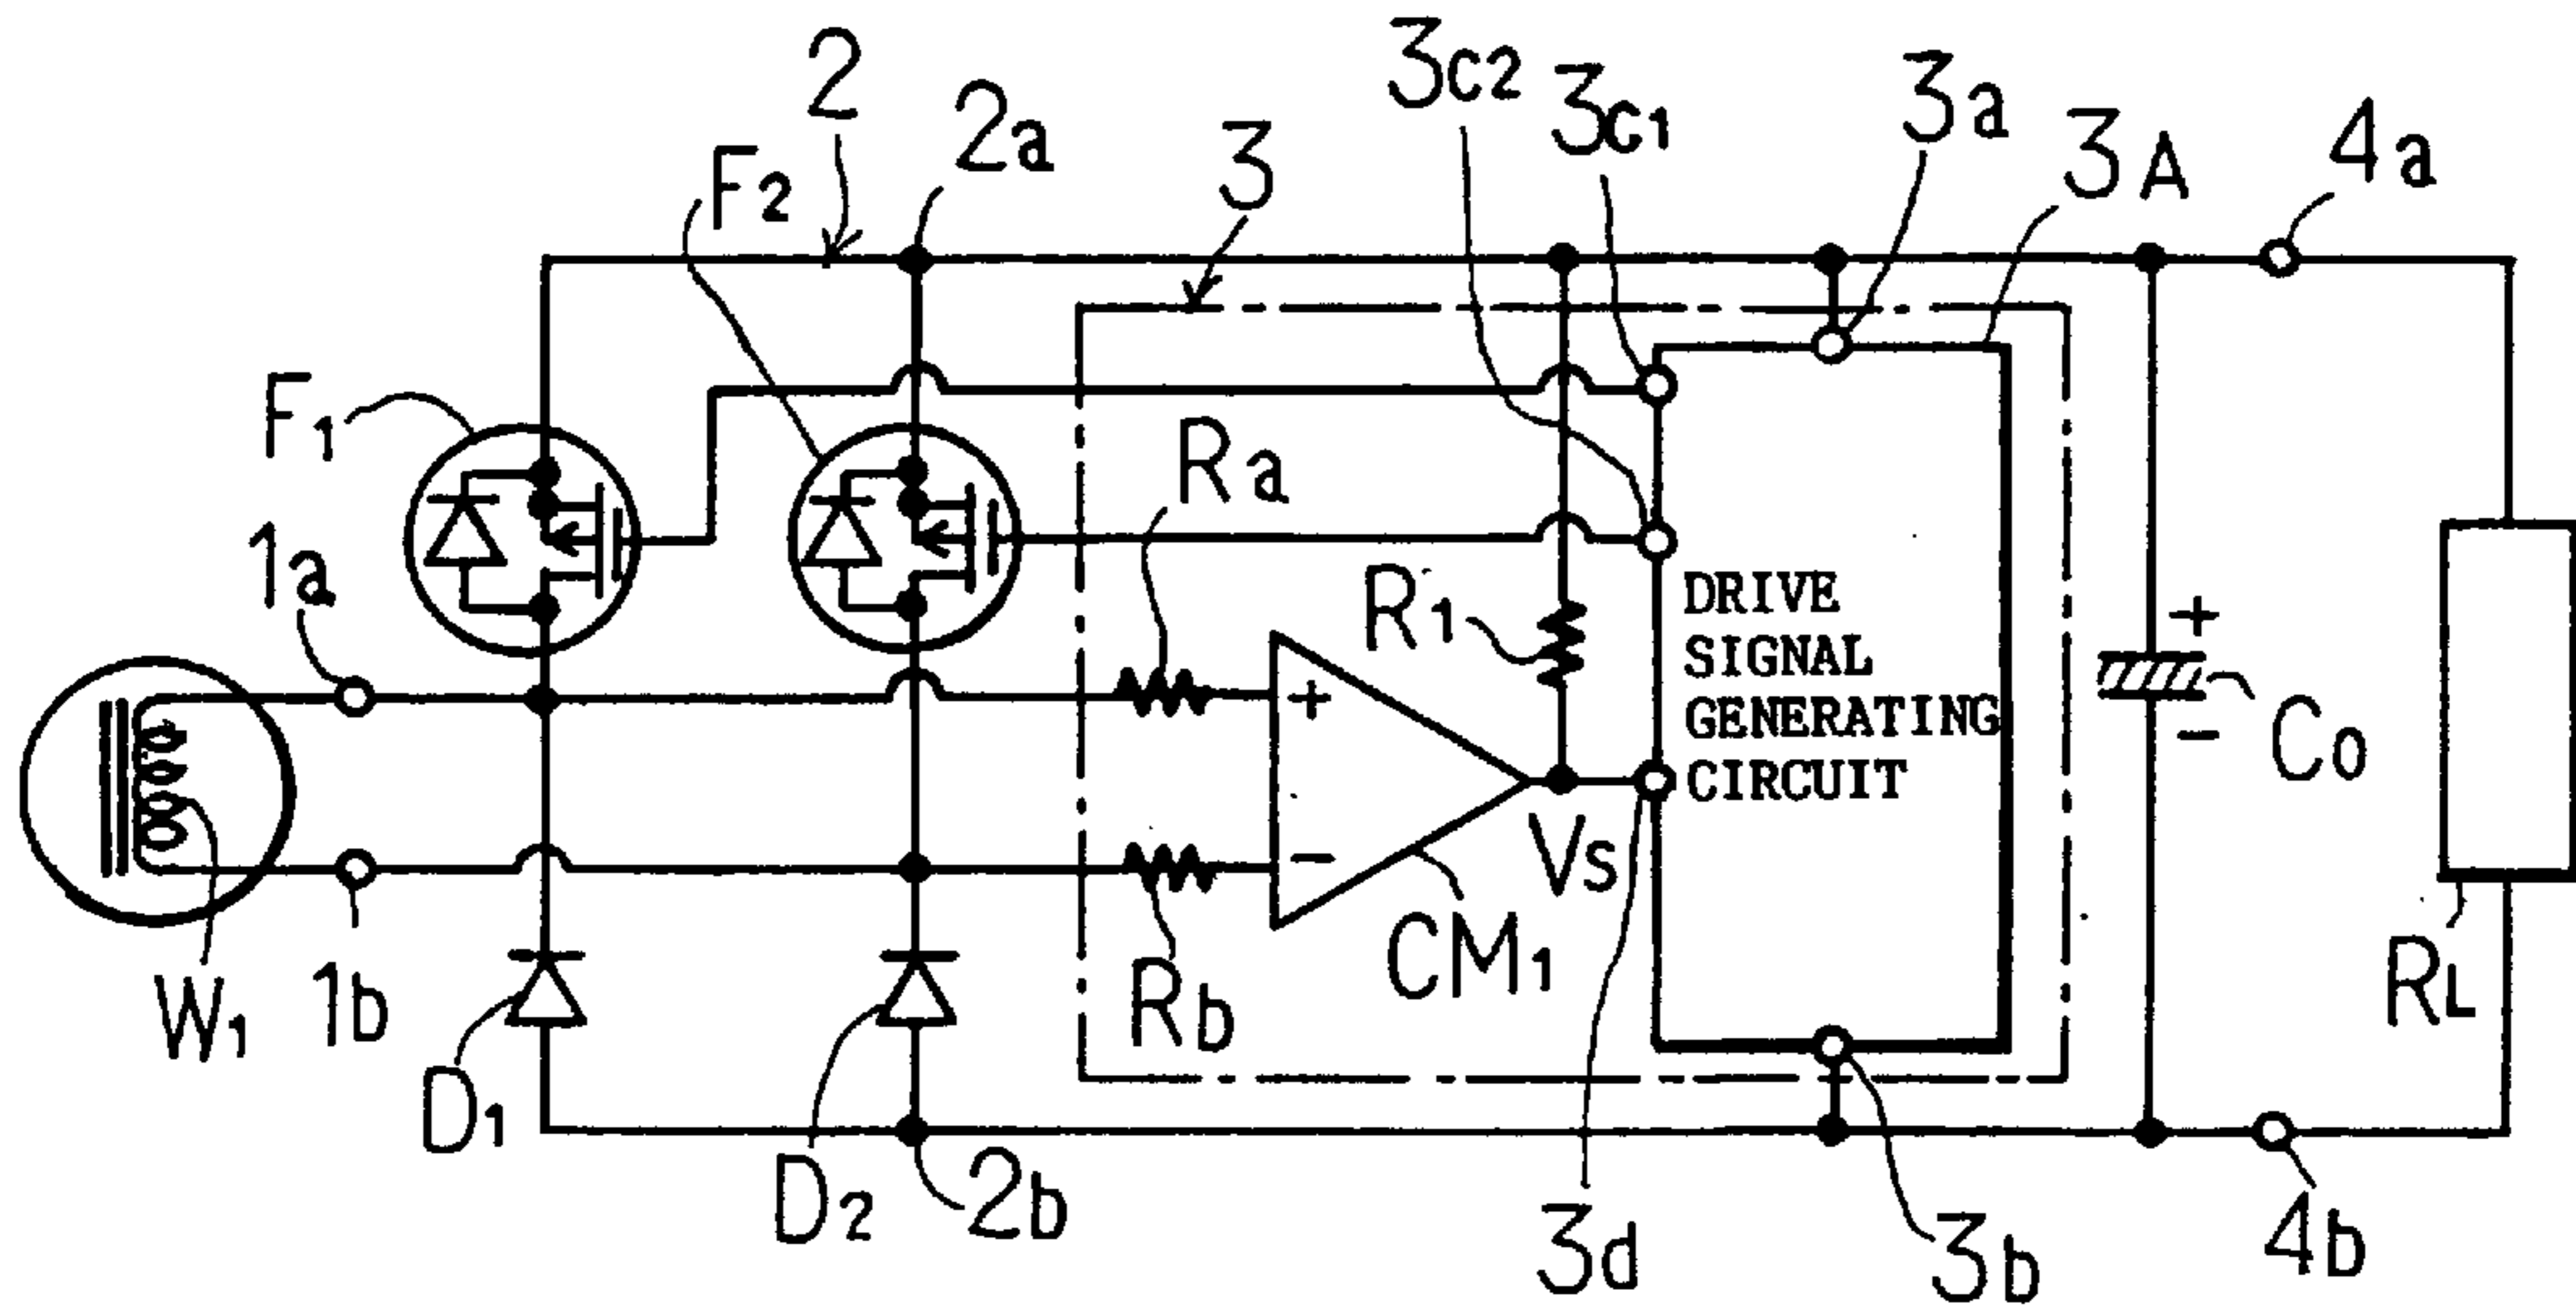 2
3c2
3c1
3a
3A
4a
F2
2a
3
F1
Ra
1a
R1
DRIVE
SIGNAL
GENERATING
CIRCUIT
+
-
+
-
C0
W1
1b
Rb
CM1
Vs
RL
D1
D2
2b
3d
3b
4b